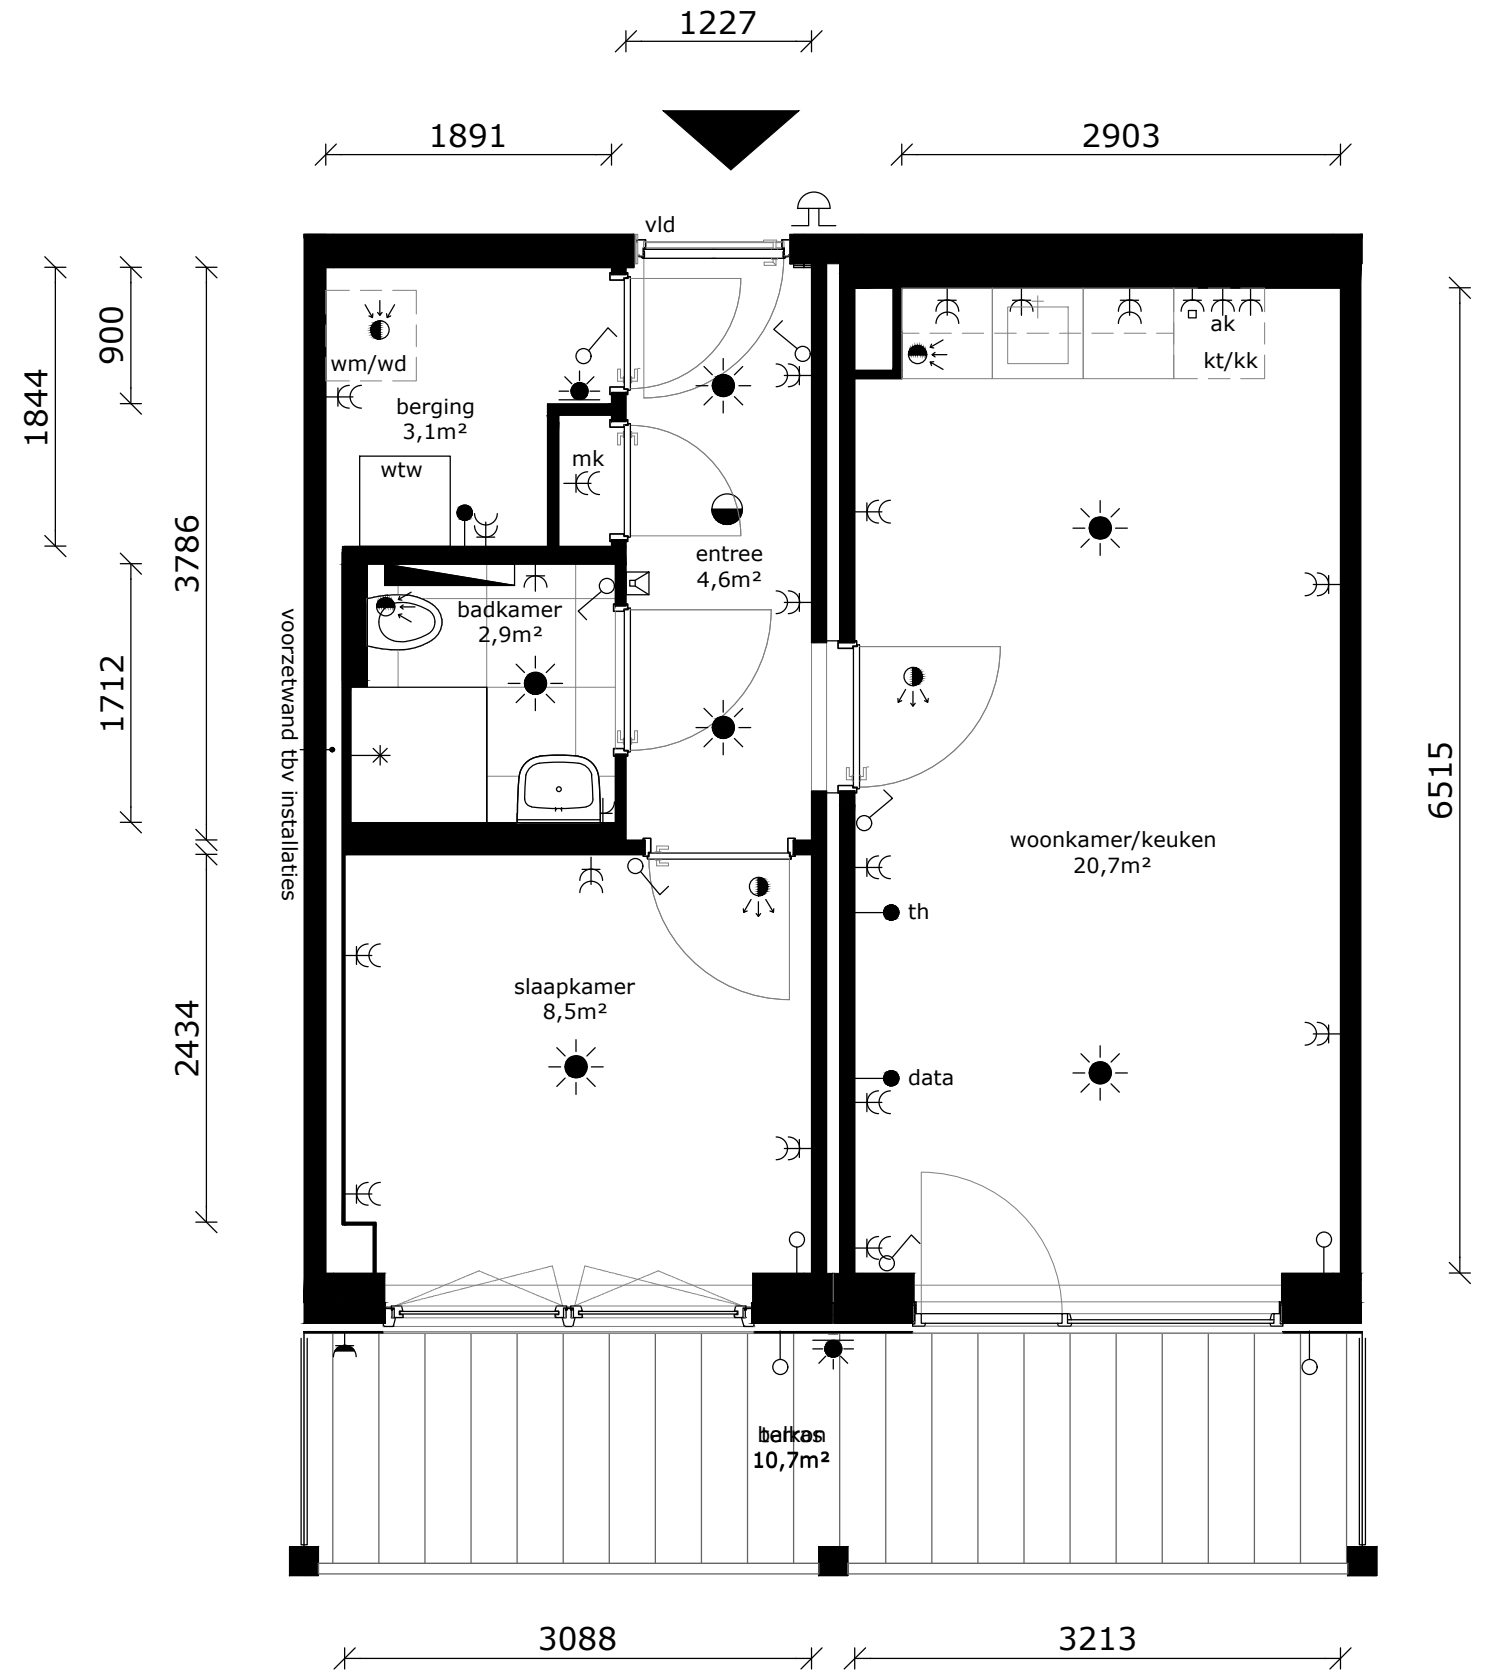 1227
1891
2903
vld
900
1844
3786
1712
2434
6515
wm/wd
berging
3,1m²
wtw
mk
ak
kt/kk
entree
4,6m²
badkamer
2,9m²
voorzetwand tbv installaties
woonkamer/keuken
20,7m²
th
slaapkamer
8,5m²
data
10,7m²
3088
3213